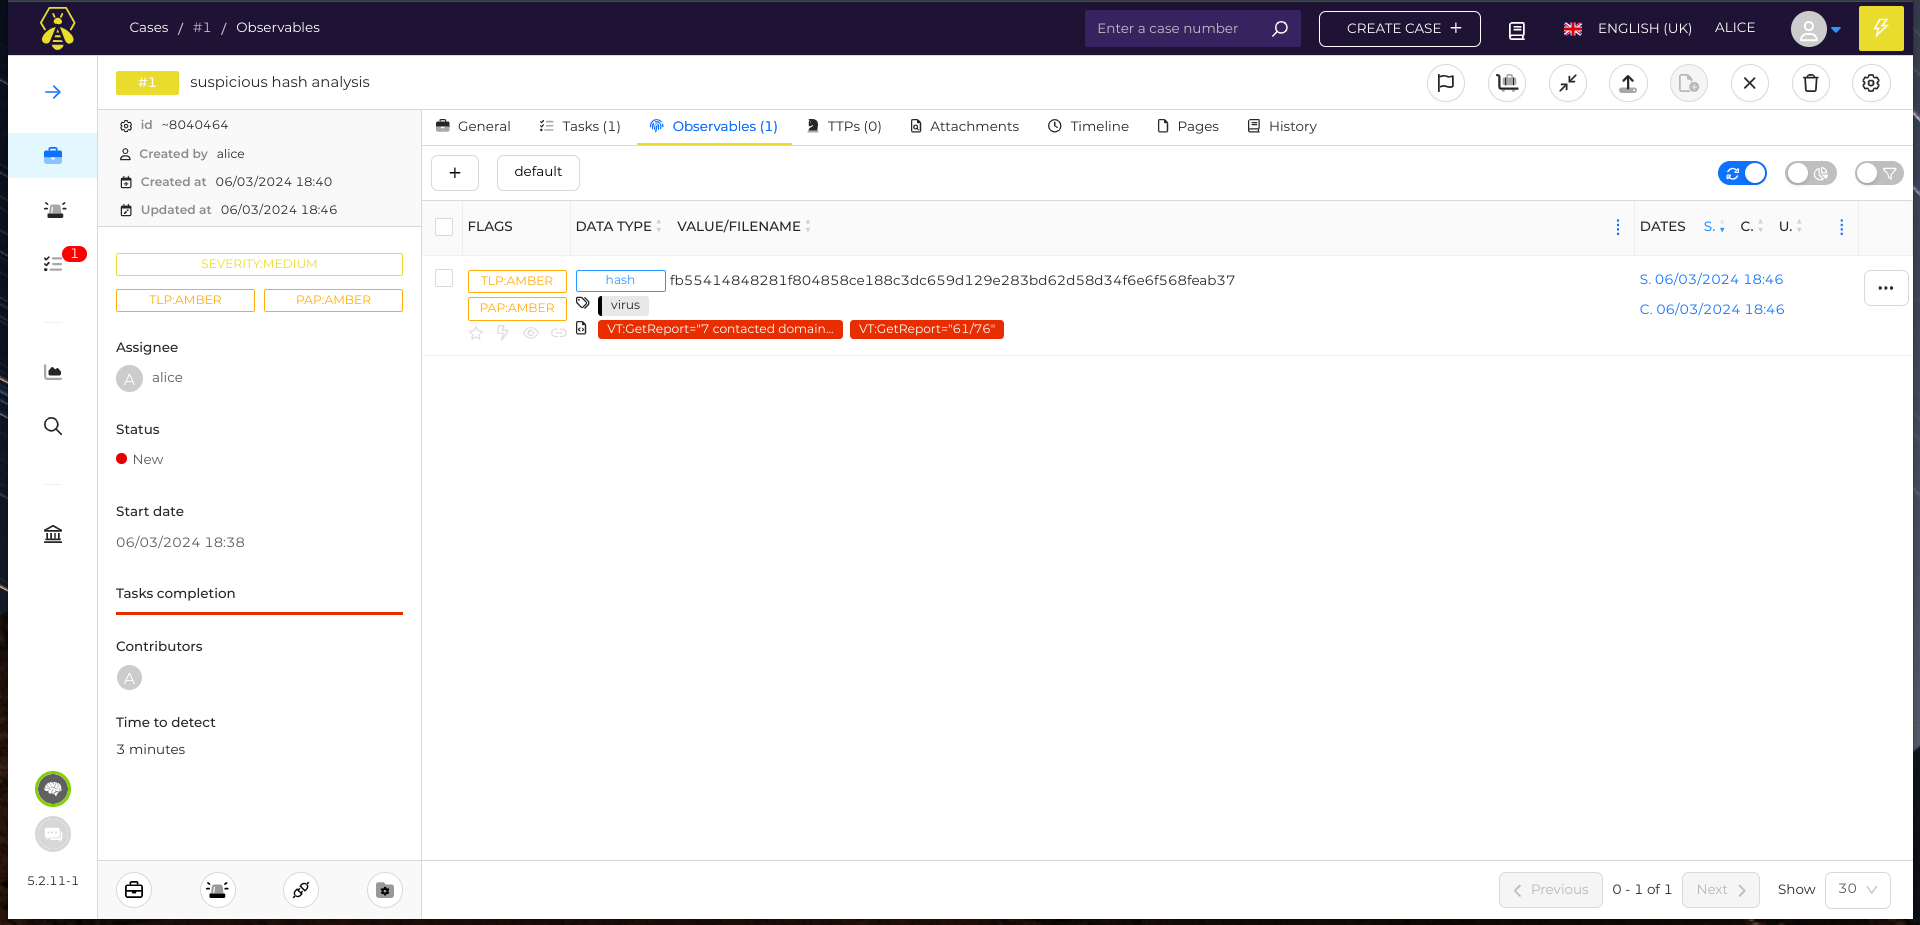 Cases / #1 / Observables
Enter a case number
CREATE CASE +
ENGLISH (UK)
ALICE
#1 suspicious hash analysis
id ~8040464
Created by alice
Created at 06/03/2024 18:40
Updated at 06/03/2024 18:46
SEVERITY:MEDIUM
TLP:AMBER PAP:AMBER
Assignee
A alice
Status
New
Start date
06/03/2024 18:38
Tasks completion
Contributors
A
Time to detect
3 minutes
1
5.2.11-1
General Tasks (1) Observables (1) TTPs (0) Attachments Timeline Pages History
+ default
FLAGS DATA TYPE VALUE/FILENAME DATES S. C. U.
TLP:AMBER hash fb55414848281f804858ce188c3dc659d129e283bd62d58d34f6e6f568feab37 S. 06/03/2024 18:46
PAP:AMBER virus C. 06/03/2024 18:46
VT:GetReport="7 contacted domain... VT:GetReport="61/76"
Previous 0 - 1 of 1 Next Show 30